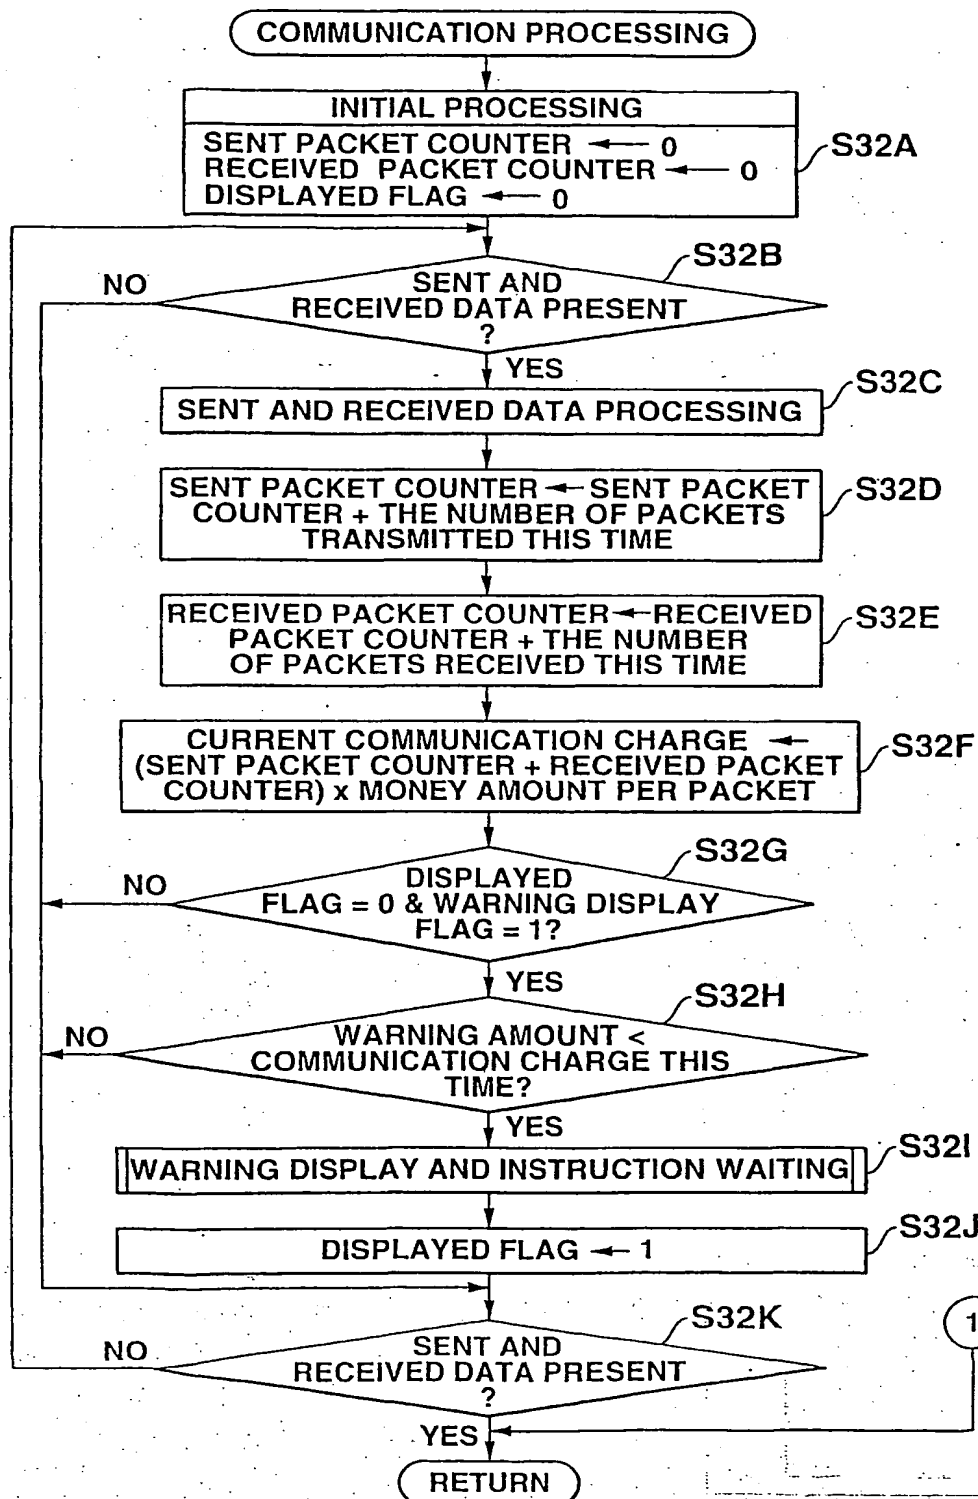 COMMUNICATION PROCESSING
INITIAL PROCESSING
SENT PACKET COUNTER ← 0
RECEIVED PACKET COUNTER ← 0
DISPLAYED FLAG ← 0
S32A
S32B
NO
SENT AND
RECEIVED DATA PRESENT
?
YES
S32C
SENT AND RECEIVED DATA PROCESSING
SENT PACKET COUNTER ← SENT PACKET
COUNTER + THE NUMBER OF PACKETS
TRANSMITTED THIS TIME
S32D
RECEIVED PACKET COUNTER ← RECEIVED
PACKET COUNTER + THE NUMBER
OF PACKETS RECEIVED THIS TIME
S32E
CURRENT COMMUNICATION CHARGE ←
(SENT PACKET COUNTER + RECEIVED PACKET
COUNTER) x MONEY AMOUNT PER PACKET
S32F
S32G
NO
DISPLAYED
FLAG = 0 & WARNING DISPLAY
FLAG = 1?
YES
S32H
NO
WARNING AMOUNT <
COMMUNICATION CHARGE THIS
TIME?
YES
S32I
WARNING DISPLAY AND INSTRUCTION WAITING
S32J
DISPLAYED FLAG ← 1
S32K
1
NO
SENT AND
RECEIVED DATA PRESENT
?
YES
RETURN